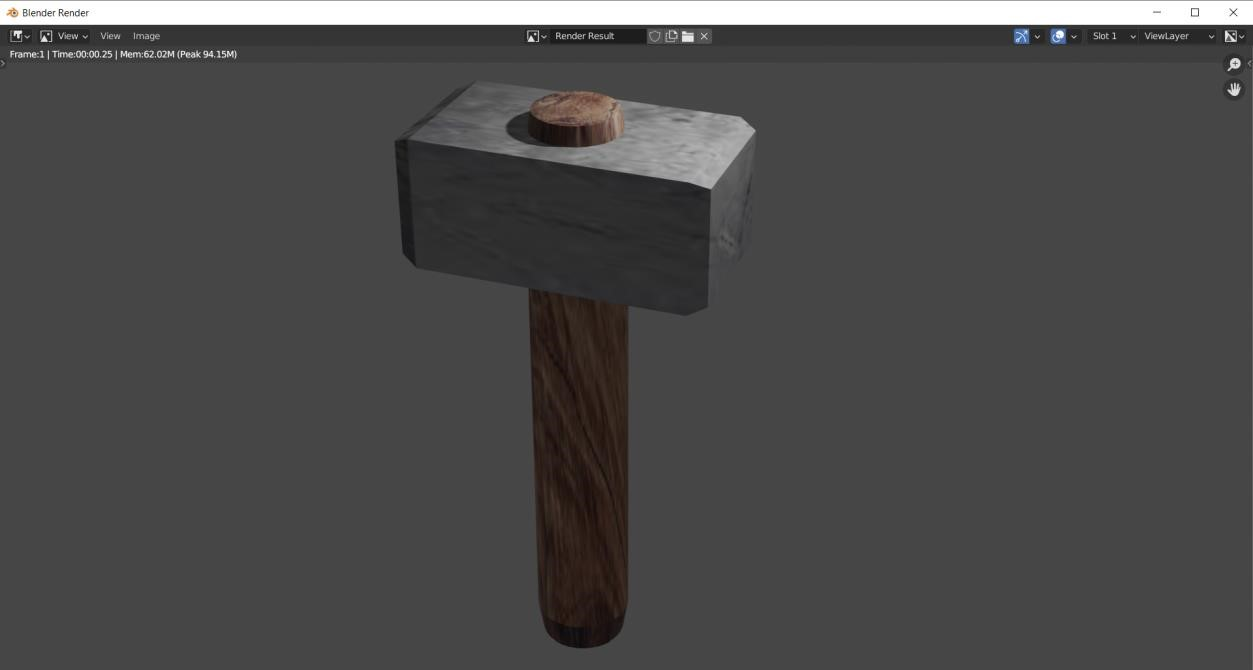 Blender Render
View View Image Render Result Slot 1 ViewLayer
Frame:1 | Time:00:00.25 | Mem:62.02M (Peak 94.15M)